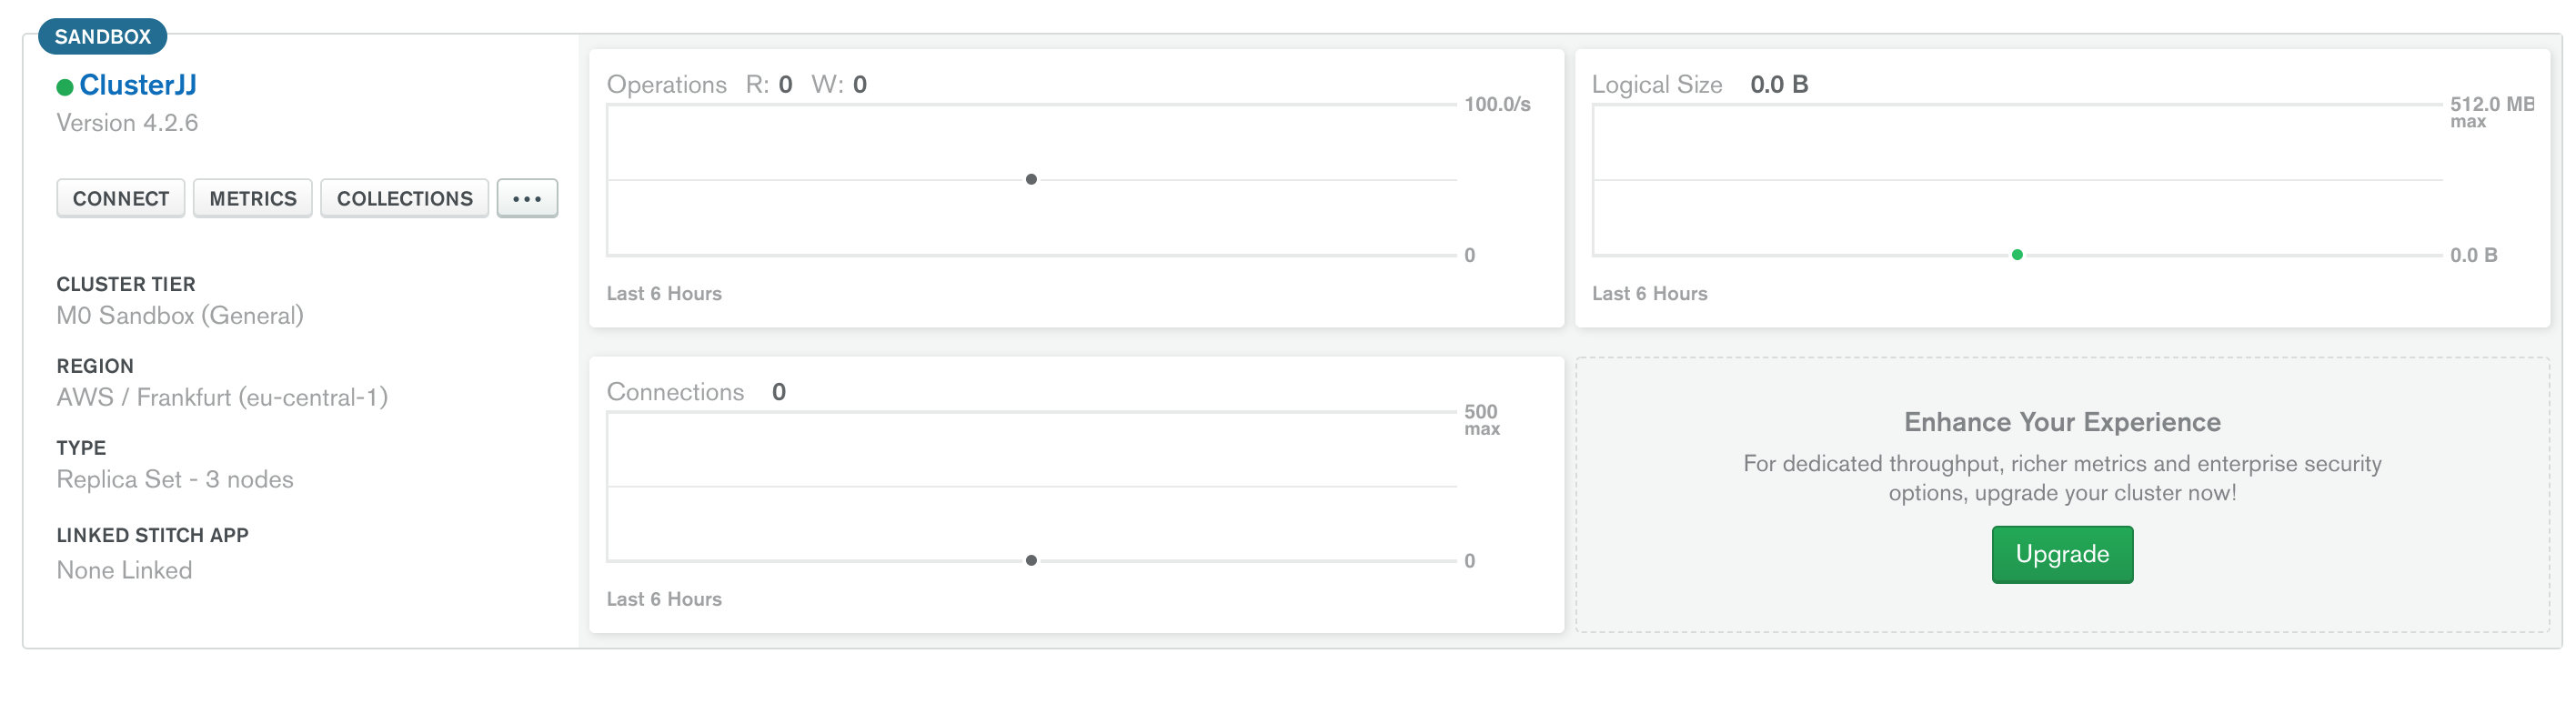 SANDBOX
ClusterJJ
Version 4.2.6
CONNECT METRICS COLLECTIONS ...
CLUSTER TIER
M0 Sandbox (General)
REGION
AWS / Frankfurt (eu-central-1)
TYPE
Replica Set - 3 nodes
LINKED STITCH APP
None Linked
Operations R: 0 W: 0
100.0/s
0
Last 6 Hours
Logical Size 0.0 B
512.0 MB
max
0.0 B
Last 6 Hours
Connections 0
500
max
0
Last 6 Hours
Enhance Your Experience
For dedicated throughput, richer metrics and enterprise security
options, upgrade your cluster now!
Upgrade